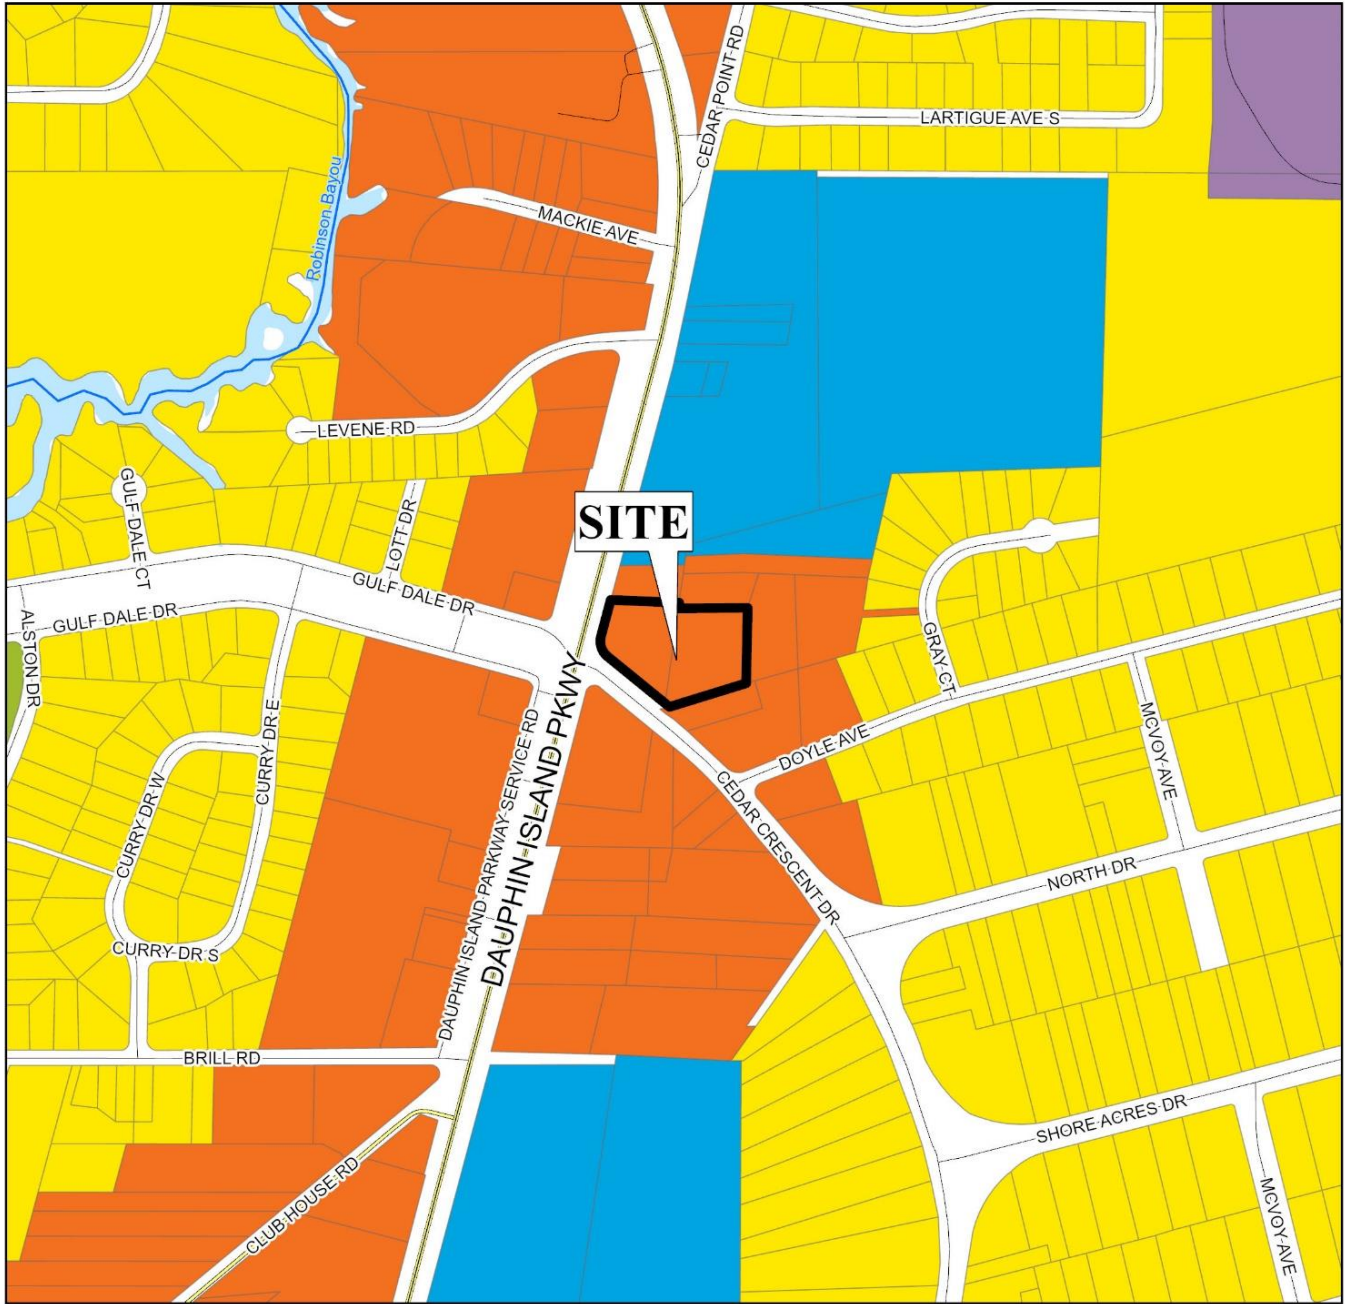 CEDAR POINT RD
LARTIGUE AVE S
Robinson Bayou
MACKIE AVE
LEVENE RD
GULF DALE CT
LOTT DR
SITE
GULF DALE DR
GULF DALE DR
ALSTON DR
GRAY CT
CURRY DR E
CURRY DR W
CURRY DR S
DAUPHIN ISLAND PARKWAY SERVICE RD
DAUPHIN ISLAND PKWY
DOYLE AVE
MCVOY AVE
CEDAR CRESCENT DR
NORTH DR
BRILL RD
SHORE ACRES DR
CLUB HOUSE RD
MCVOY AVE